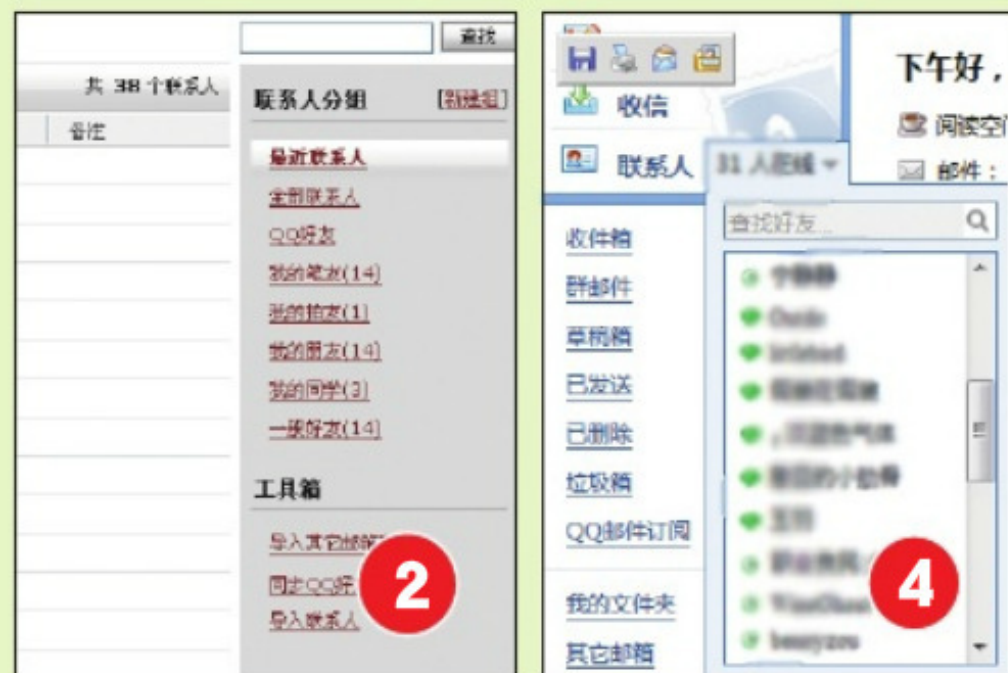 查找
共 38 个联系人
备注
联系人分组 [新建组]
最近联系人
全部联系人
QQ好友
我的笔友(14)
我的拍友(1)
我的朋友(14)
我的同学(3)
一般好友(14)
工具箱
导入其它邮箱
同步QQ好
导入联系人
2
收信
联系人
31 人在线
下午好，
阅读空间
邮件：
查找好友...
收件箱
群邮件
草稿箱
已发送
已删除
垃圾箱
QQ邮件订阅
我的文件夹
其它邮箱
4